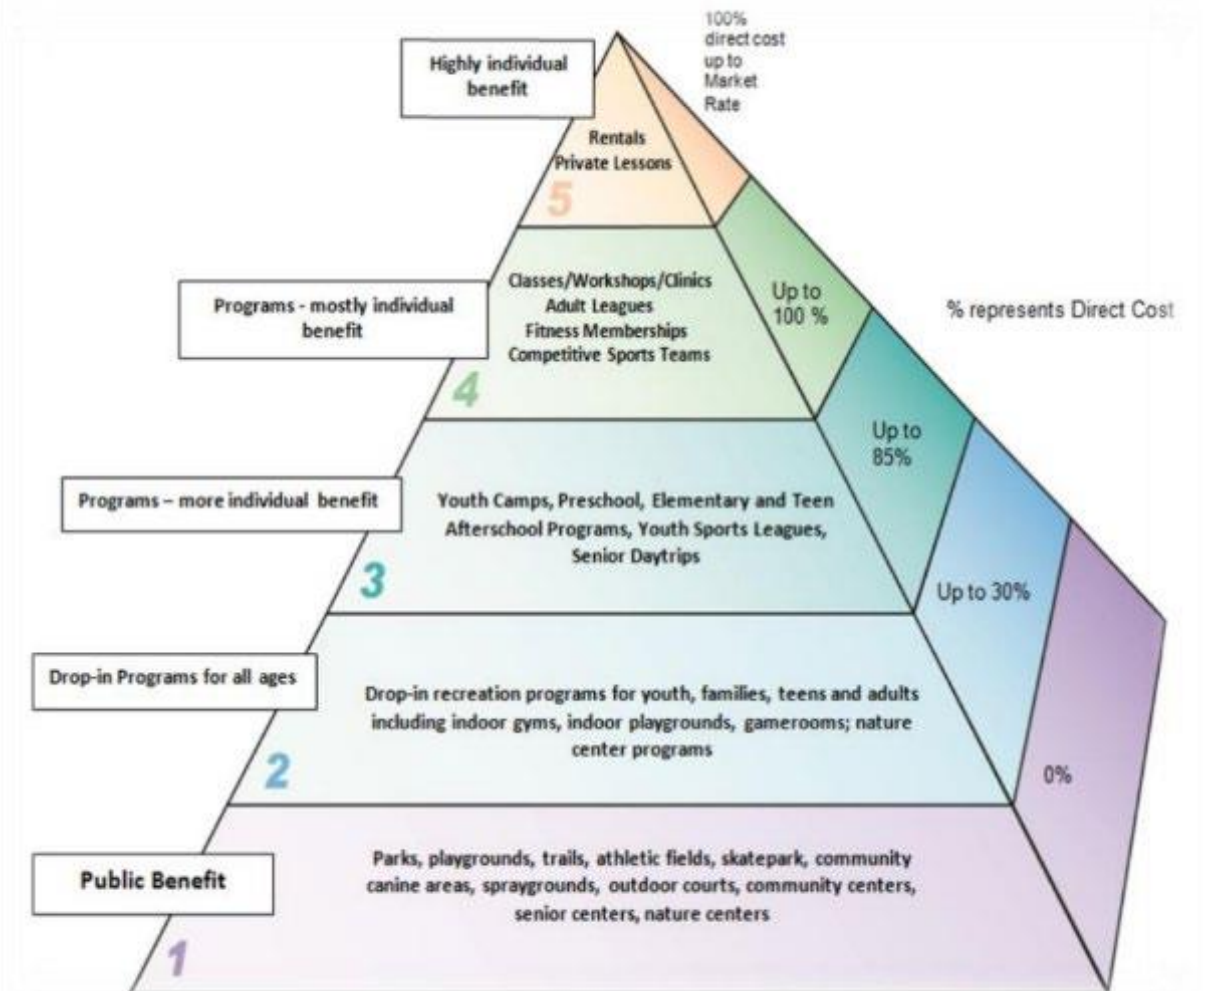 100%
direct cost
up to
Market
Rate
Highly individual
benefit
Rentals
Private Lessons
5
Programs - mostly individual
benefit
Classes/Workshops/Clinics
Adult Leagues
Fitness Memberships
Competitive Sports Teams
4
Up to
100 %
% represents Direct Cost
Programs – more individual benefit
Youth Camps, Preschool, Elementary and Teen
Afterschool Programs, Youth Sports Leagues,
Senior Daytrips
3
Up to
85%
Drop-in Programs for all ages
Drop-in recreation programs for youth, families, teens and adults
including indoor gyms, indoor playgrounds, gamerooms; nature
center programs
2
Up to 30%
Public Benefit
Parks, playgrounds, trails, athletic fields, skatepark, community
canine areas, spraygrounds, outdoor courts, community centers,
senior centers, nature centers
1
0%